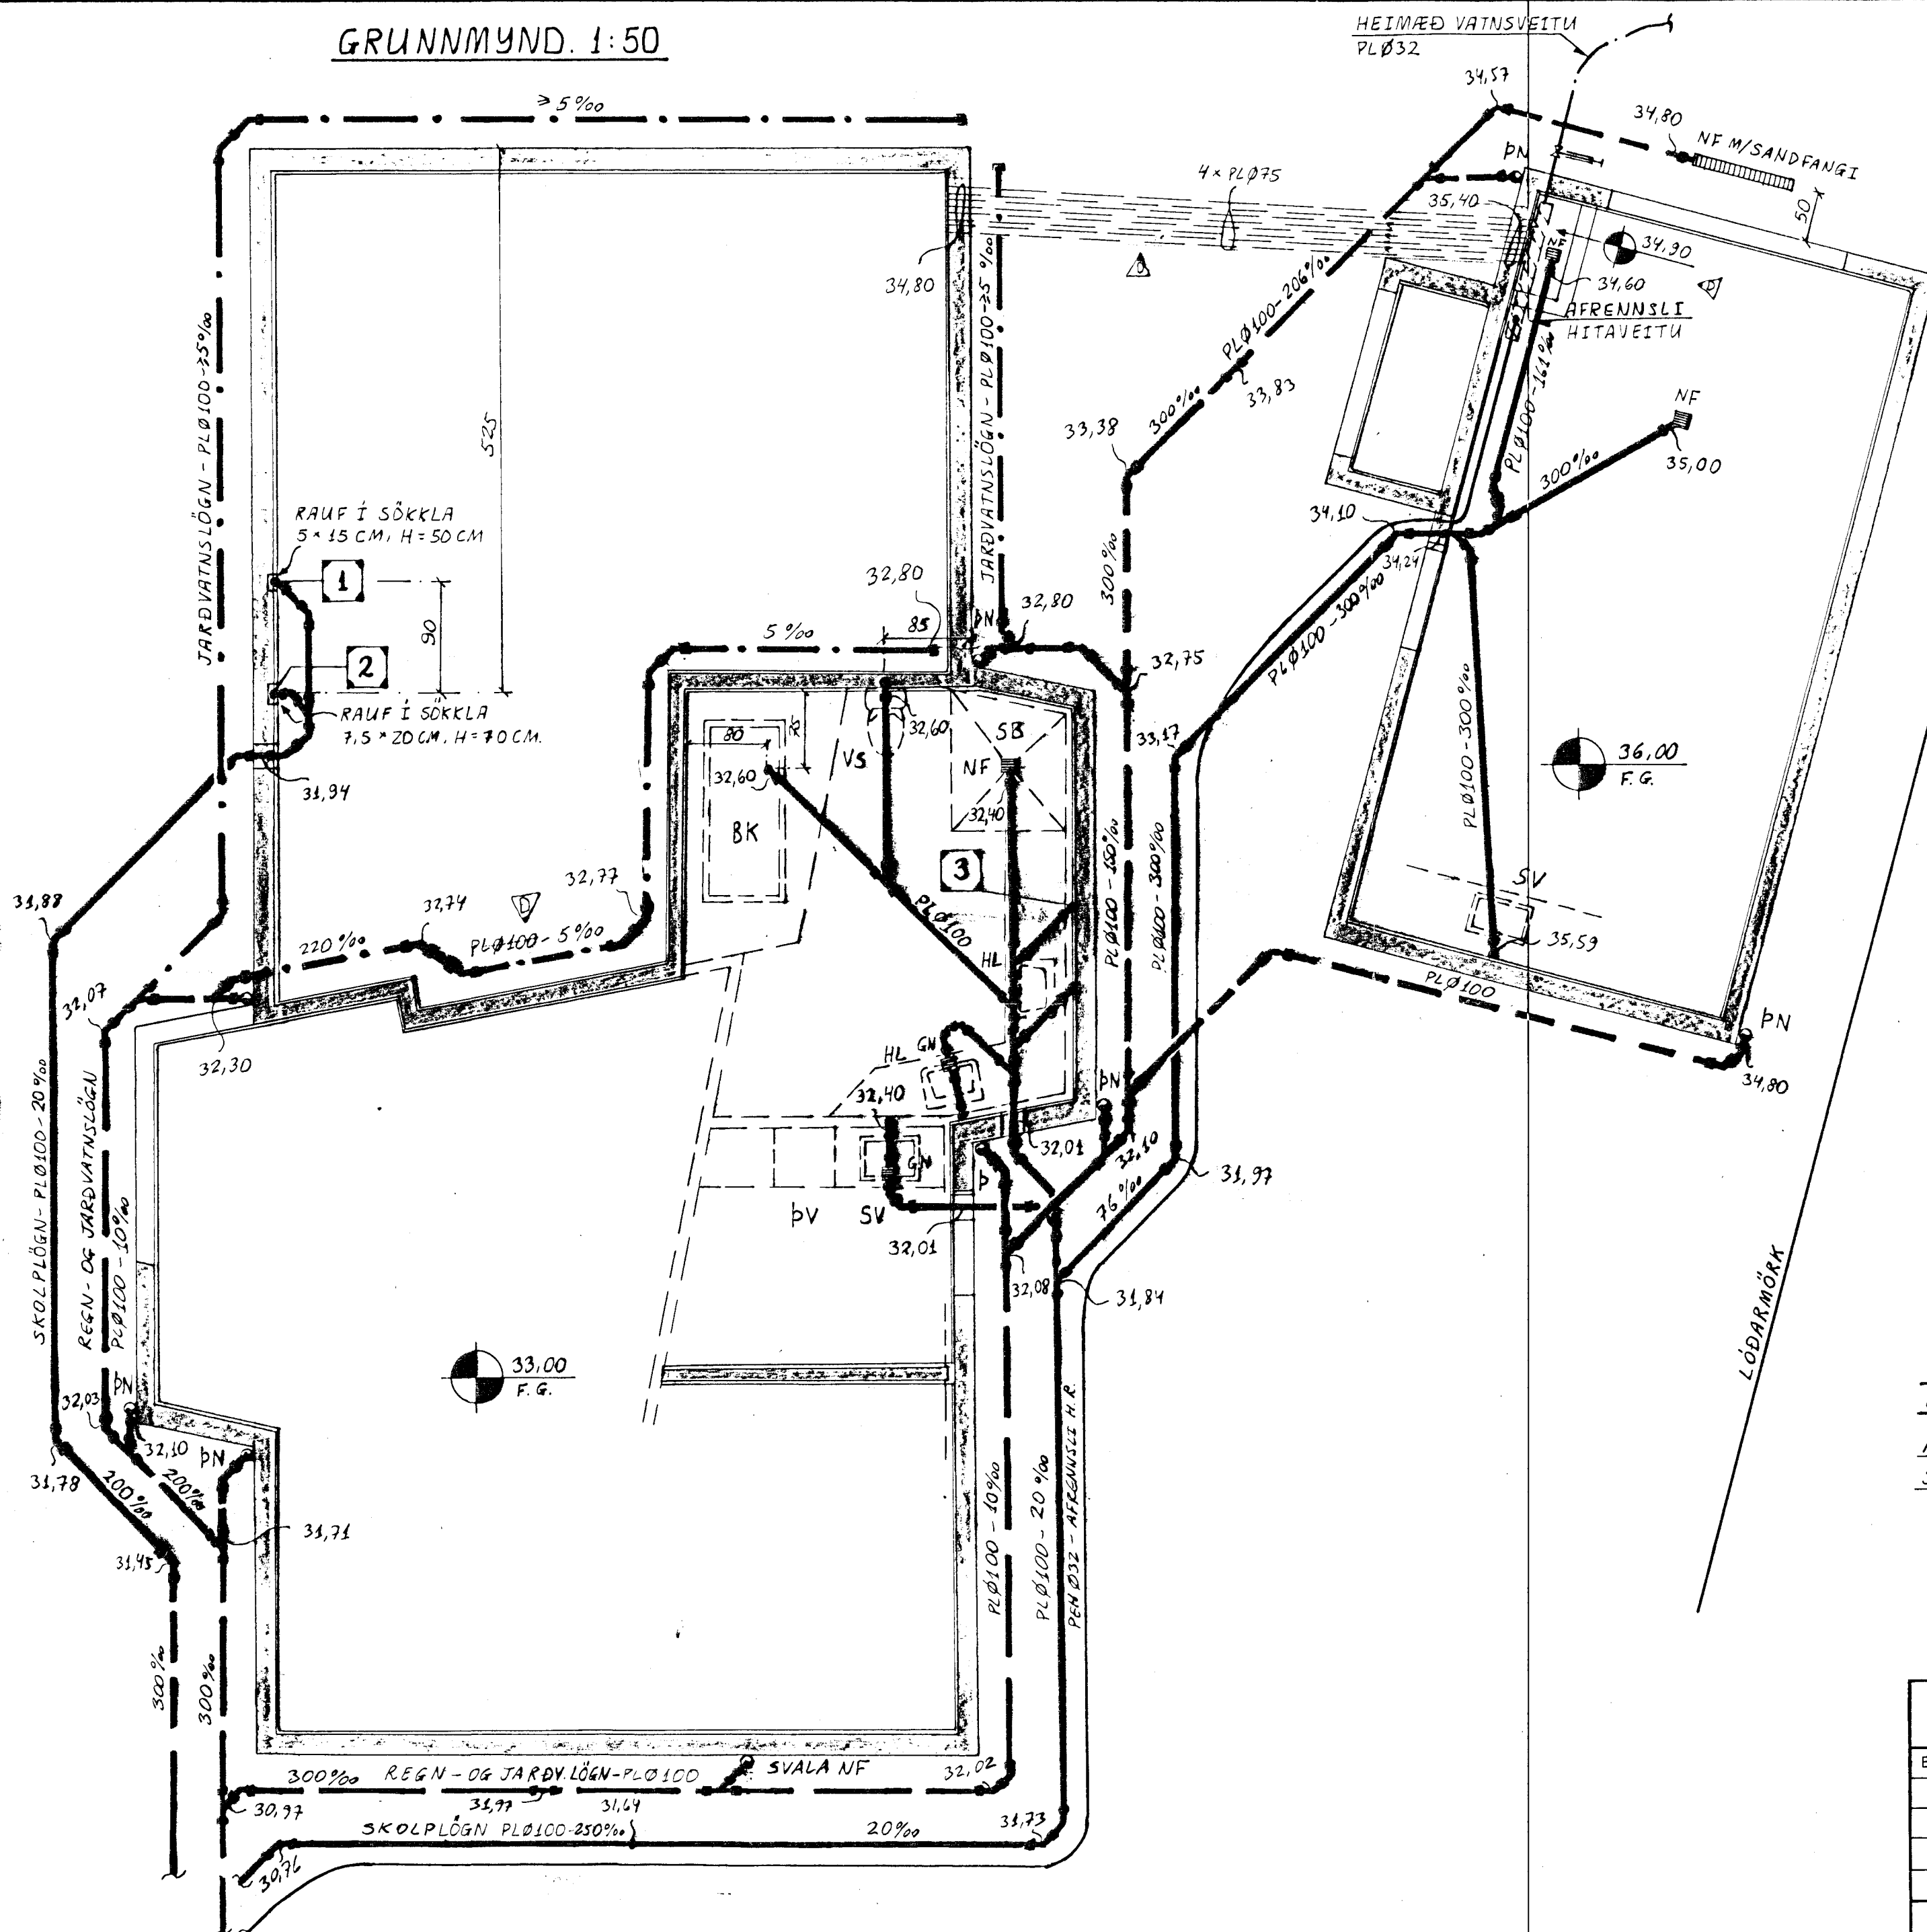 GRUNNMYND. 1:50
HEIMÆÐ VATNSVEITU
PLØ32
34,57
34,80
NF M/SANDFANGI
50
ÞN
≥5‰
4×PLØ75
35,40
34,90
NF
34,60
AFRENNSLI
HITAVEITU
34,80
D
D
JARÐVATNSLÖGN - PLØ100-≥5‰
JARÐVATNSLÖGN - PLØ100-≥5‰
PLØ100-206‰
300‰
33,83
33,38
PLØ100-161‰
NF
300‰
35,00
525
RAUF Í SÖKKLA
5×15 CM, H=50 CM
1
90
2
RAUF Í SÖKKLA
7,5×20 CM. H=70 CM.
34,10
34,24
300‰
PLØ100-300‰
PLØ100-300‰
32,80
85
ÞN
32,80
5‰
32,75
33,17
31,94
80
32,60
BK
VS
32,60
SB
NF
32,40
3
PLØ100
HL
PLØ100-150‰
PLØ100-300‰
36,00
F.G.
SV
35,59
PLØ100
ÞN
34,80
31,88
32,74
D
32,77
220‰
PLØ100-5‰
32,07
32,30
SKOLPLÖGN-PLØ100-20‰
REGN-OG JARÐVATNSLÖGN
PLØ100-10‰
HL
GN
32,40
ÞN
GN
32,01
32,10
Þ
31,97
76‰
ÞV
SV
32,01
32,08
31,84
LÓÐARMÖRK
33,00
F.G.
ÞN
32,03
32,10
ÞN
31,78
200‰
200‰
31,71
31,45
300‰
300‰
PLØ100-10‰
PLØ100-20‰
PEH Ø32-AFRENNSLI H.R.
300‰
REGN-OG JARÐV.LÖGN-PLØ100
SVALA NF
32,02
30,97
31,97
31,64
SKOLPLÖGN PLØ100-250‰
20‰
31,73
30,76